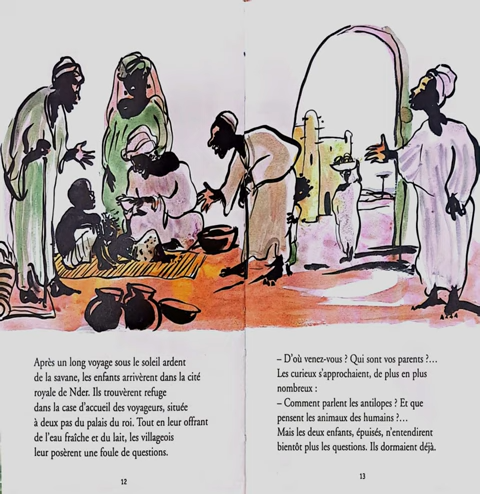 Après un long voyage sous le soleil ardent
de la savane, les enfants arrivèrent dans la cité
royale de Nder. Ils trouvèrent refuge
dans la case d'accueil des voyageurs, située
à deux pas du palais du roi. Tout en leur offrant
de l'eau fraîche et du lait, les villageois
leur posèrent une foule de questions.
12
– D'où venez-vous ? Qui sont vos parents ?…
Les curieux s'approchaient, de plus en plus
nombreux :
– Comment parlent les antilopes ? Et que
pensent les animaux des humains ?…
Mais les deux enfants, épuisés, n'entendirent
bientôt plus les questions. Ils dormaient déjà.
13